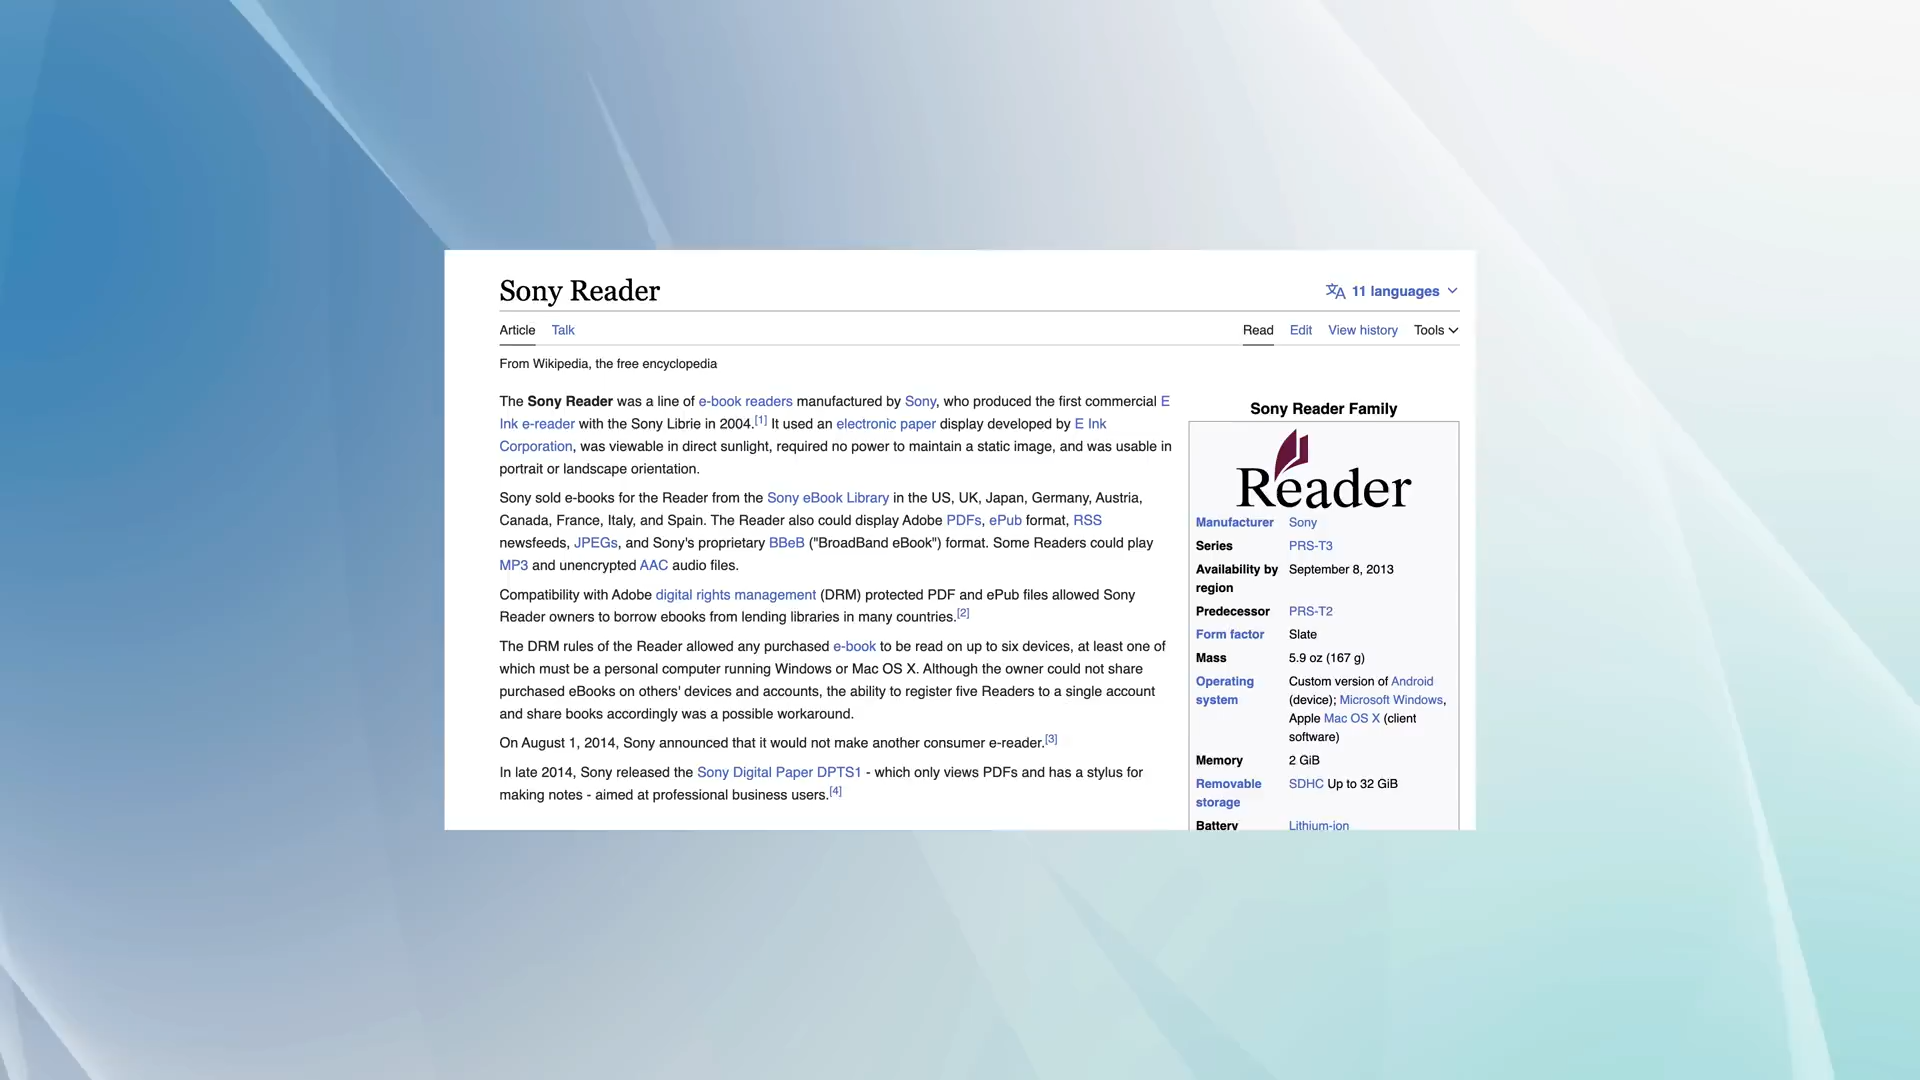 Sony Reader
11 languages
Article Talk
Read Edit View history Tools
From Wikipedia, the free encyclopedia
The Sony Reader was a line of e-book readers manufactured by Sony, who produced the first commercial E
Ink e-reader with the Sony Librie in 2004.[1] It used an electronic paper display developed by E Ink
Corporation, was viewable in direct sunlight, required no power to maintain a static image, and was usable in
portrait or landscape orientation.
Sony sold e-books for the Reader from the Sony eBook Library in the US, UK, Japan, Germany, Austria,
Canada, France, Italy, and Spain. The Reader also could display Adobe PDFs, ePub format, RSS
newsfeeds, JPEGs, and Sony's proprietary BBeB ("BroadBand eBook") format. Some Readers could play
MP3 and unencrypted AAC audio files.
Compatibility with Adobe digital rights management (DRM) protected PDF and ePub files allowed Sony
Reader owners to borrow ebooks from lending libraries in many countries.[2]
The DRM rules of the Reader allowed any purchased e-book to be read on up to six devices, at least one of
which must be a personal computer running Windows or Mac OS X. Although the owner could not share
purchased eBooks on others' devices and accounts, the ability to register five Readers to a single account
and share books accordingly was a possible workaround.
On August 1, 2014, Sony announced that it would not make another consumer e-reader.[3]
In late 2014, Sony released the Sony Digital Paper DPTS1 - which only views PDFs and has a stylus for
making notes - aimed at professional business users.[4]
Sony Reader Family
Reader
Manufacturer Sony
Series PRS-T3
Availability by September 8, 2013
region
Predecessor PRS-T2
Form factor Slate
Mass 5.9 oz (167 g)
Operating Custom version of Android
system (device); Microsoft Windows,
Apple Mac OS X (client
software)
Memory 2 GiB
Removable SDHC Up to 32 GiB
storage
Battery Lithium-ion